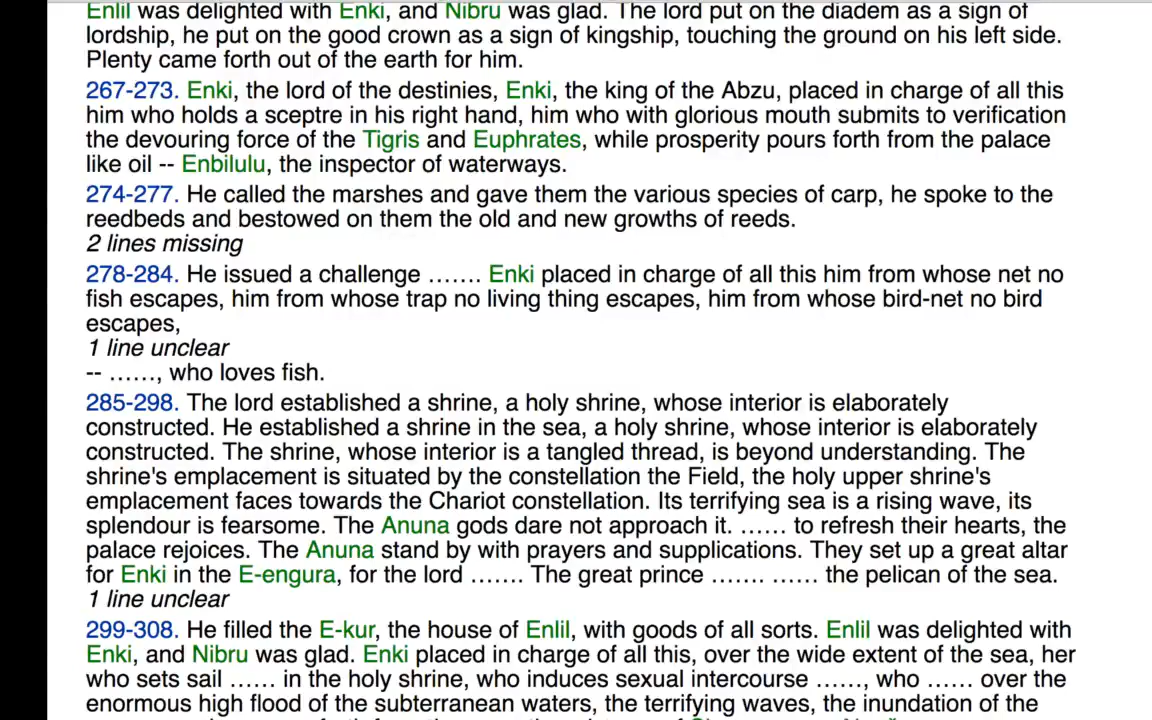 Enlil was delighted with Enki, and Nibru was glad. The lord put on the diadem as a sign of
lordship, he put on the good crown as a sign of kingship, touching the ground on his left side.
Plenty came forth out of the earth for him.
267-273. Enki, the lord of the destinies, Enki, the king of the Abzu, placed in charge of all this
him who holds a sceptre in his right hand, him who with glorious mouth submits to verification
the devouring force of the Tigris and Euphrates, while prosperity pours forth from the palace
like oil -- Enbilulu, the inspector of waterways.
274-277. He called the marshes and gave them the various species of carp, he spoke to the
reedbeds and bestowed on them the old and new growths of reeds.
2 lines missing
278-284. He issued a challenge ....... Enki placed in charge of all this him from whose net no
fish escapes, him from whose trap no living thing escapes, him from whose bird-net no bird
escapes,
1 line unclear
-- ......, who loves fish.
285-298. The lord established a shrine, a holy shrine, whose interior is elaborately
constructed. He established a shrine in the sea, a holy shrine, whose interior is elaborately
constructed. The shrine, whose interior is a tangled thread, is beyond understanding. The
shrine's emplacement is situated by the constellation the Field, the holy upper shrine's
emplacement faces towards the Chariot constellation. Its terrifying sea is a rising wave, its
splendour is fearsome. The Anuna gods dare not approach it. ...... to refresh their hearts, the
palace rejoices. The Anuna stand by with prayers and supplications. They set up a great altar
for Enki in the E-engura, for the lord ....... The great prince ....... ...... the pelican of the sea.
1 line unclear
299-308. He filled the E-kur, the house of Enlil, with goods of all sorts. Enlil was delighted with
Enki, and Nibru was glad. Enki placed in charge of all this, over the wide extent of the sea, her
who sets sail ...... in the holy shrine, who induces sexual intercourse ......, who ...... over the
enormous high flood of the subterranean waters, the terrifying waves, the inundation of the